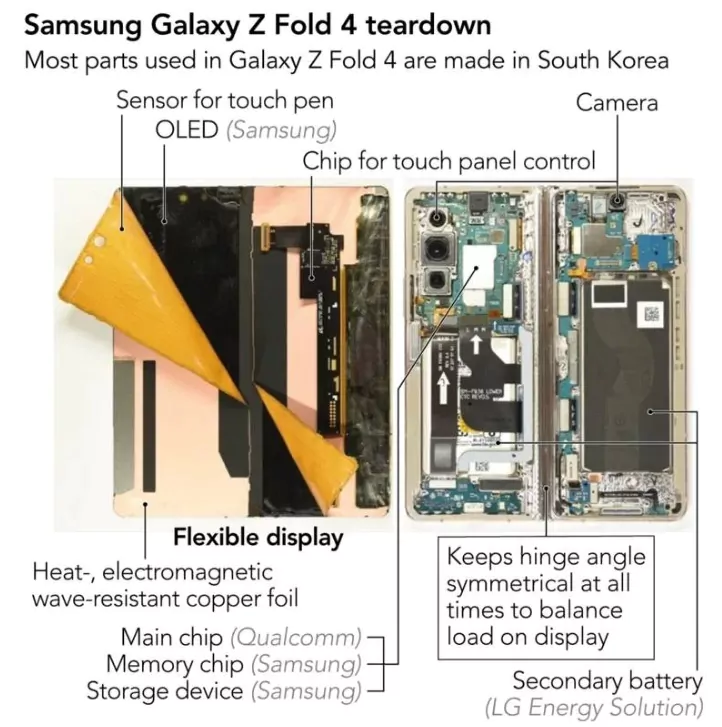 Samsung Galaxy Z Fold 4 teardown
Most parts used in Galaxy Z Fold 4 are made in South Korea
Sensor for touch pen
OLED (Samsung)
Chip for touch panel control
Camera
Flexible display
Heat-, electromagnetic
wave-resistant copper foil
Main chip (Qualcomm)
Memory chip (Samsung)
Storage device (Samsung)
Keeps hinge angle
symmetrical at all
times to balance
load on display
Secondary battery
(LG Energy Solution)